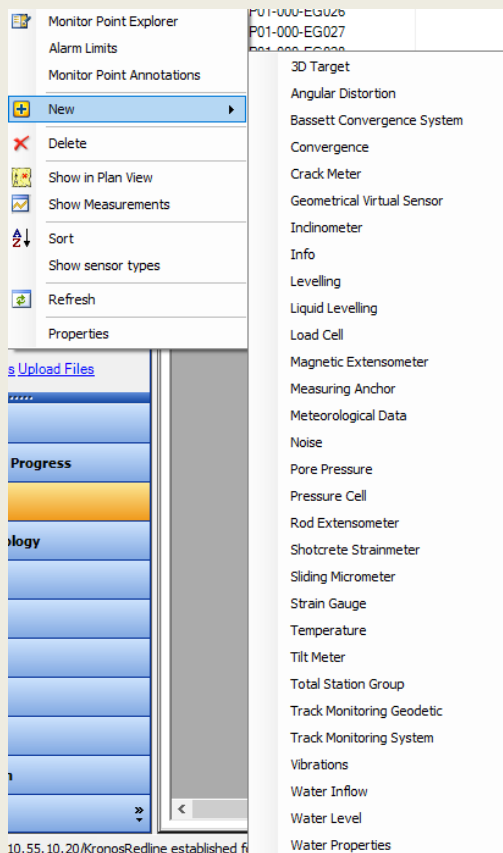 P01-000-EG026
P01-000-EG027
Monitor Point Explorer
Alarm Limits
Monitor Point Annotations
New
Delete
Show in Plan View
Show Measurements
Sort
Show sensor types
Refresh
Properties
3D Target
Angular Distortion
Bassett Convergence System
Convergence
Crack Meter
Geometrical Virtual Sensor
Inclinometer
Info
Levelling
Liquid Levelling
Load Cell
Magnetic Extensometer
Measuring Anchor
Meteorological Data
Noise
Pore Pressure
Pressure Cell
Rod Extensometer
Shotcrete Strainmeter
Sliding Micrometer
Strain Gauge
Temperature
Tilt Meter
Total Station Group
Track Monitoring Geodetic
Track Monitoring System
Vibrations
Water Inflow
Water Level
Water Properties
s Upload Files
Progress
ology
10.55.10.20/KronosRedline established f